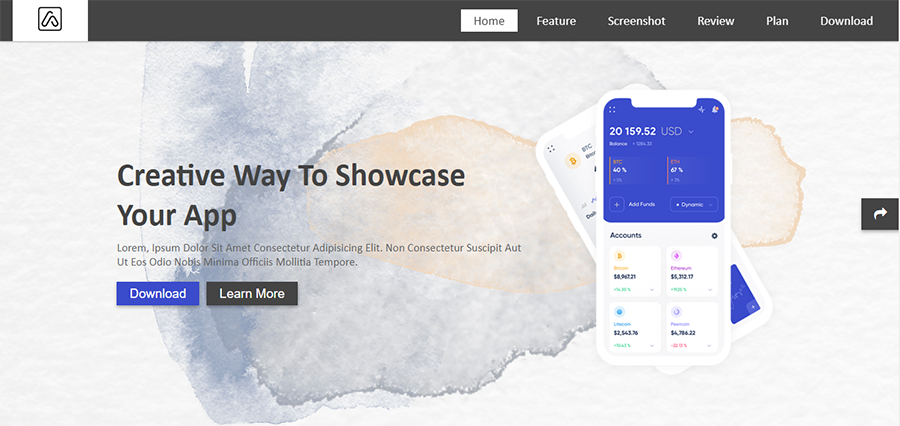 Home Feature Screenshot Review Plan Download
Creative Way To Showcase
Your App
Lorem, Ipsum Dolor Sit Amet Consectetur Adipisicing Elit. Non Consectetur Suscipit Aut
Ut Eos Odio Nobis Minima Officiis Mollitia Tempore.
Download Learn More
BTC
20 159.52 USD
Balance
BTC ETH
40 % 67 %
Add Funds Dynamic
Accounts
Bitcoin Ethereum
$8,967.21 $5,312.17
Litecoin Peercoin
$2,543.76 $4,786.22